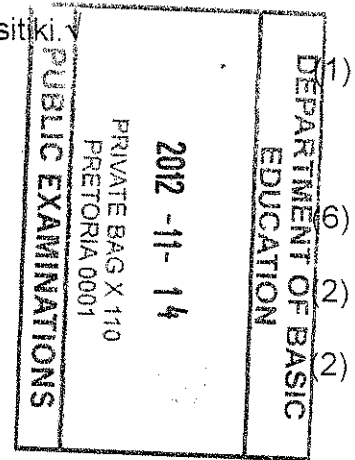 sitiki.√
(1)
(6)
(2)
(2)
DEPARTMENT OF BASIC
EDUCATION
2012 -11- 14
PRIVATE BAG X 110
PRETORIA 0001
PUBLIC EXAMINATIONS